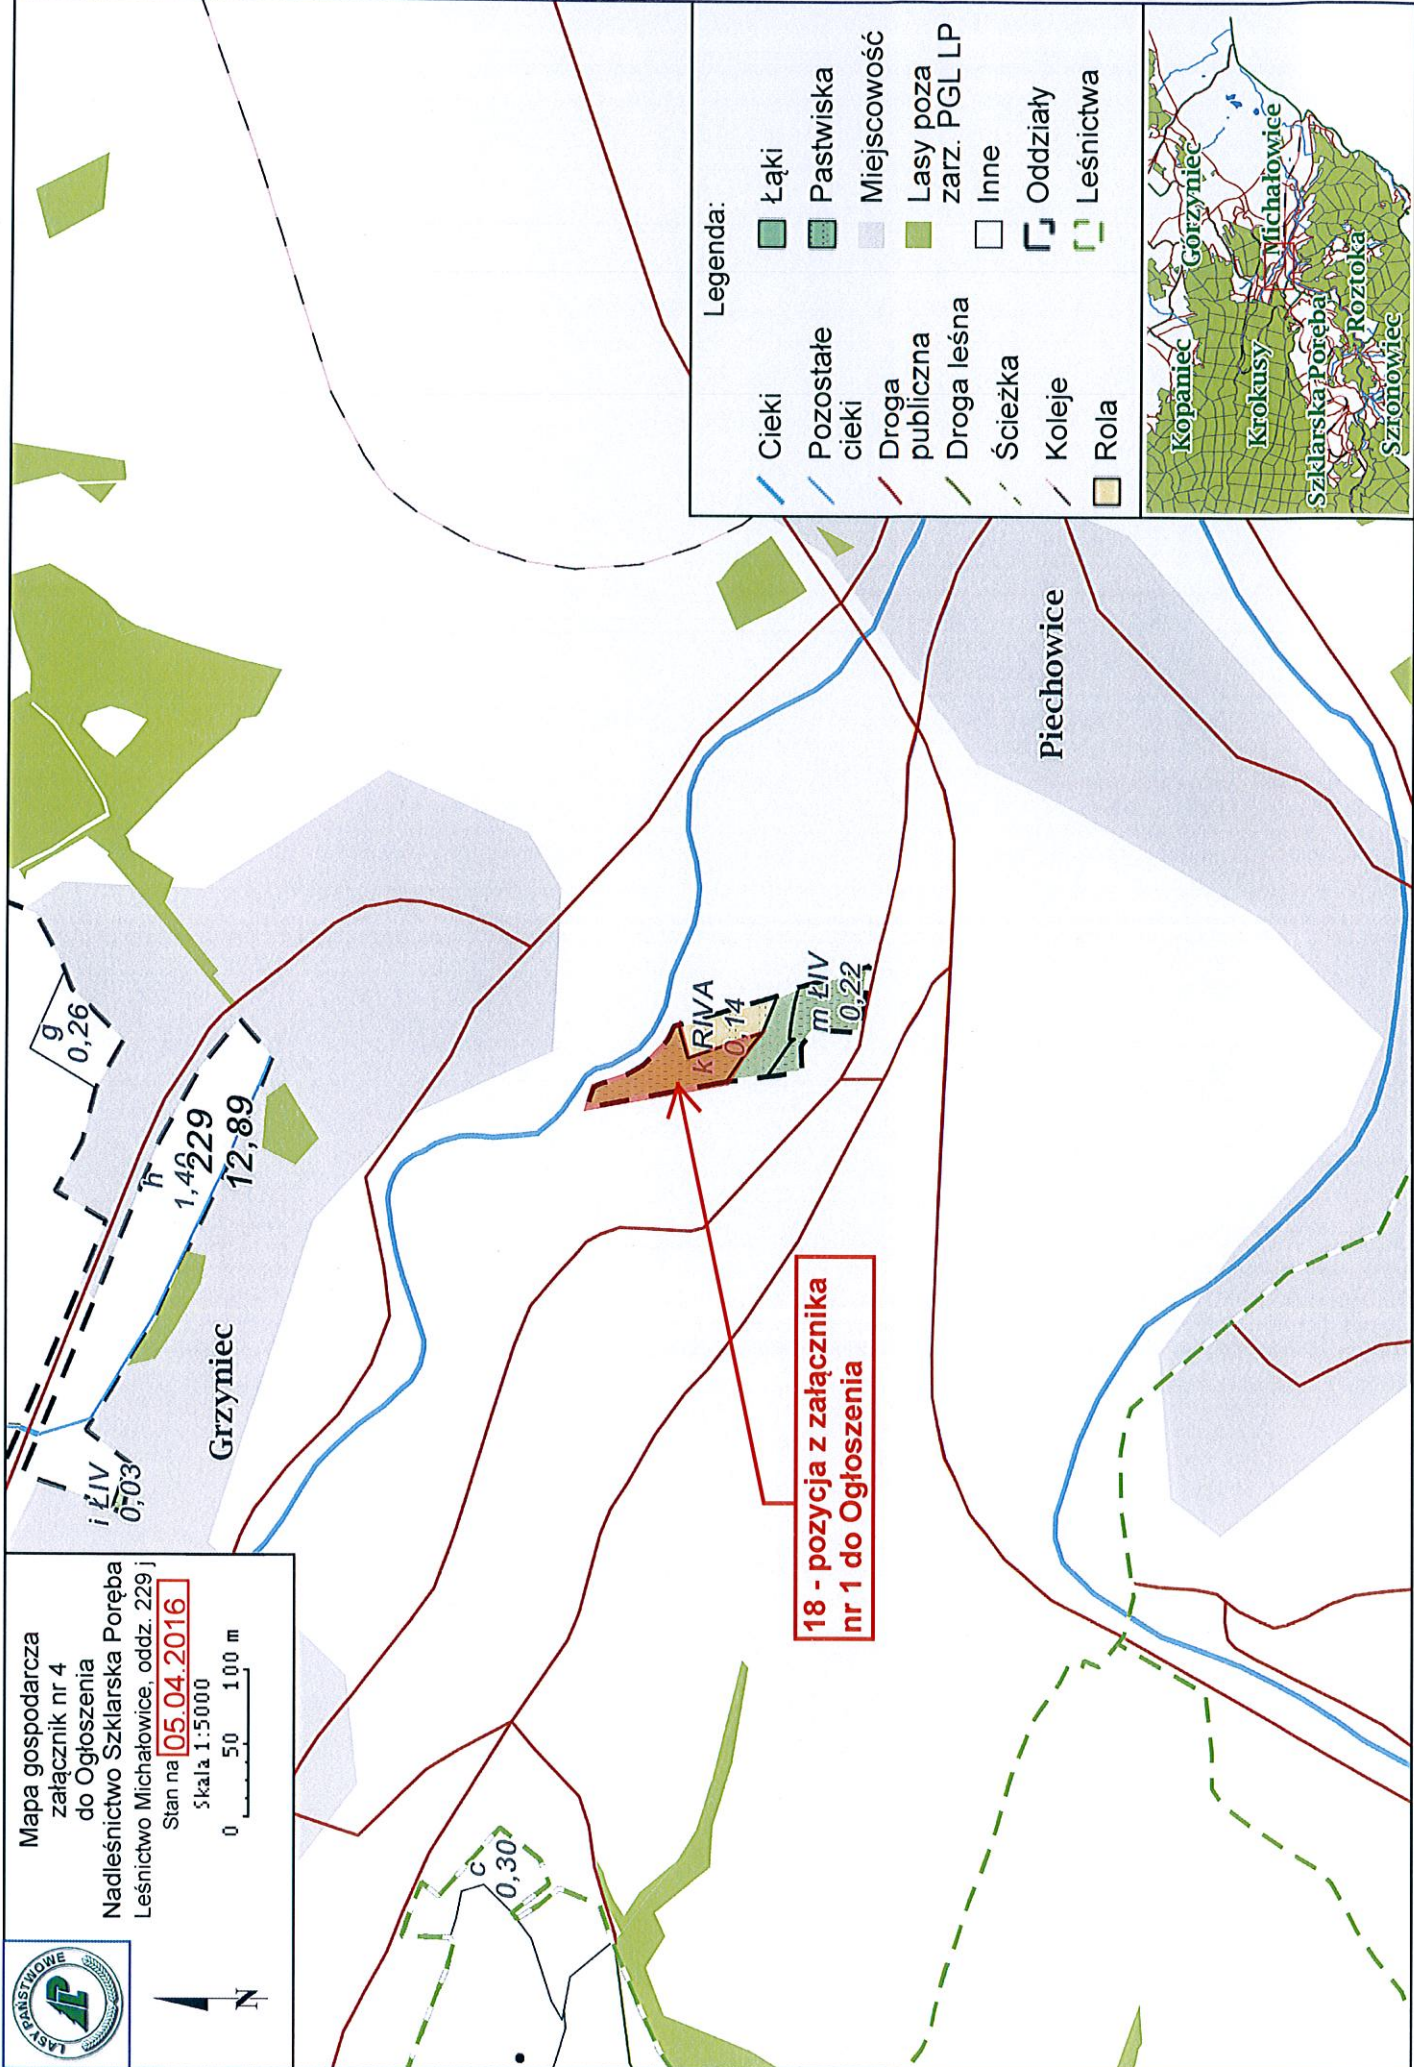 LASY PAŃSTWOWE
LP
N
Mapa gospodarcza
załącznik nr 4
do Ogłoszenia
Nadleśnictwo Szklarska Poręba
Leśnictwo Michałowice, oddz. 229 j
Stan na 05.04.2016
Skala 1:5000
0 50 100 m
i ŁIV
0,03
Grzyniec
g
0,26
h
229
12,89
k RIVA
0,14
m ŁIV
0,22
c
0,30
18 - pozycja z załącznika
nr 1 do Ogłoszenia
Piechowice
Legenda:
Cieki
Pozostałe
cieki
Droga
publiczna
Droga leśna
Ścieżka
Koleje
Rola
Łąki
Pastwiska
Miejscowość
Lasy poza
zarz. PGL LP
Inne
Oddziały
Leśnictwa
Kopaniec
Górzyniec
Krokusy
Michałowice
Szklarska Poręba
Roztoka
Szronowiec